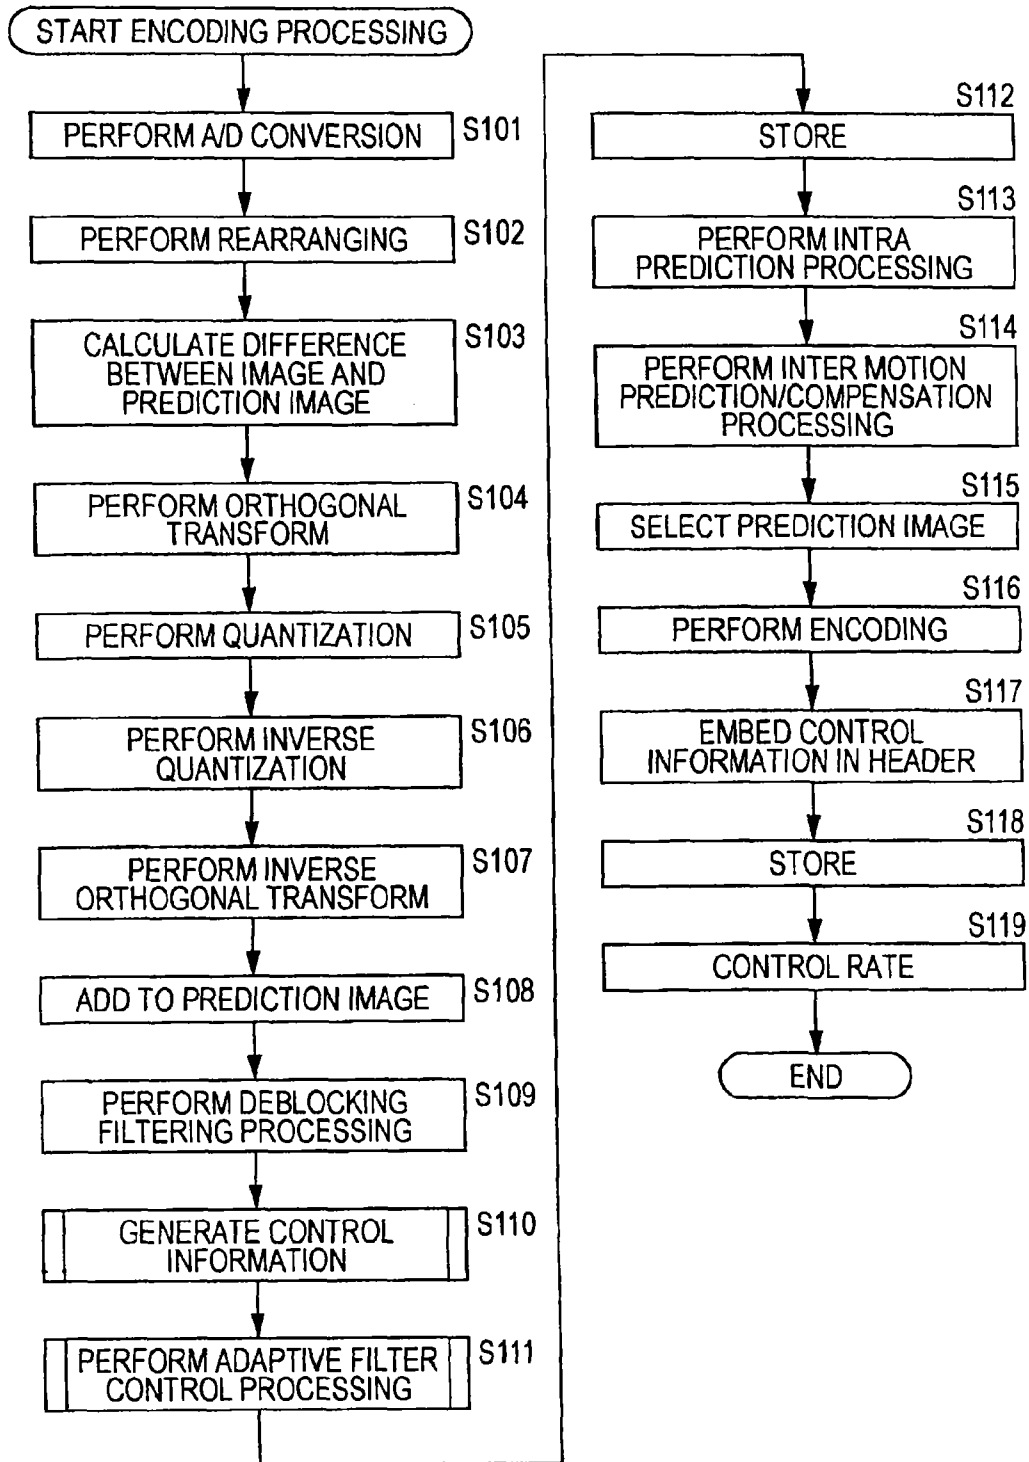 START ENCODING PROCESSING
PERFORM A/D CONVERSION
S101
PERFORM REARRANGING
S102
CALCULATE DIFFERENCE
BETWEEN IMAGE AND
PREDICTION IMAGE
S103
PERFORM ORTHOGONAL
TRANSFORM
S104
PERFORM QUANTIZATION
S105
PERFORM INVERSE
QUANTIZATION
S106
PERFORM INVERSE
ORTHOGONAL TRANSFORM
S107
ADD TO PREDICTION IMAGE
S108
PERFORM DEBLOCKING
FILTERING PROCESSING
S109
GENERATE CONTROL
INFORMATION
S110
PERFORM ADAPTIVE FILTER
CONTROL PROCESSING
S111
S112
STORE
S113
PERFORM INTRA
PREDICTION PROCESSING
S114
PERFORM INTER MOTION
PREDICTION/COMPENSATION
PROCESSING
S115
SELECT PREDICTION IMAGE
S116
PERFORM ENCODING
S117
EMBED CONTROL
INFORMATION IN HEADER
S118
STORE
S119
CONTROL RATE
END